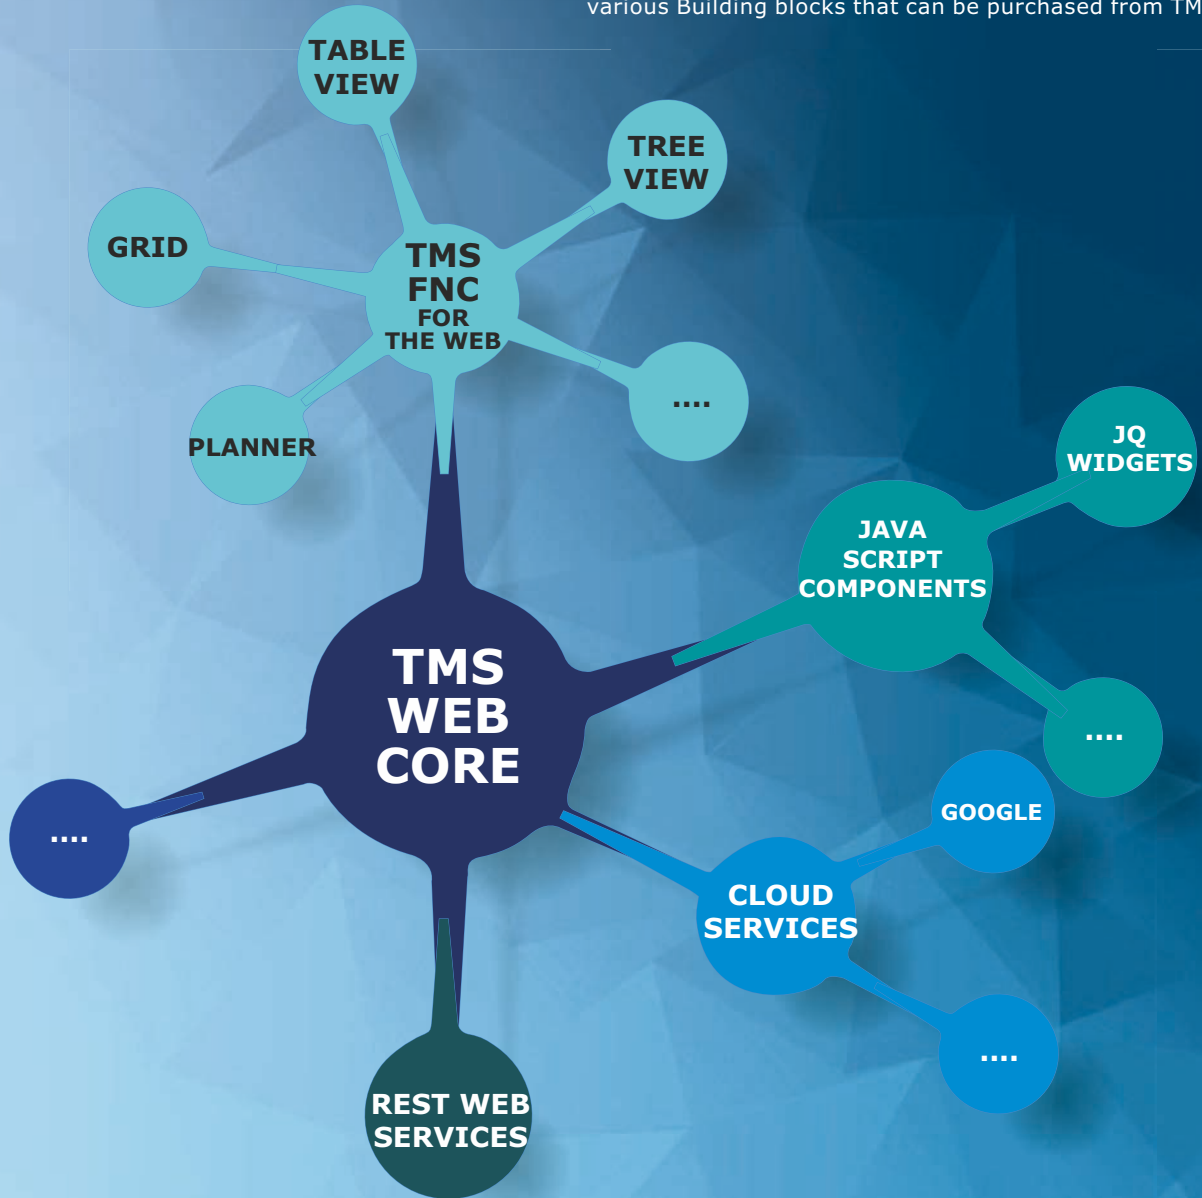 various Building blocks that can be purchased from TM
TABLE
VIEW
TREE
VIEW
GRID
TMS
FNC
FOR
THE WEB
....
PLANNER
JQ
WIDGETS
JAVA
SCRIPT
COMPONENTS
TMS
WEB
CORE
....
....
GOOGLE
CLOUD
SERVICES
....
REST WEB
SERVICES